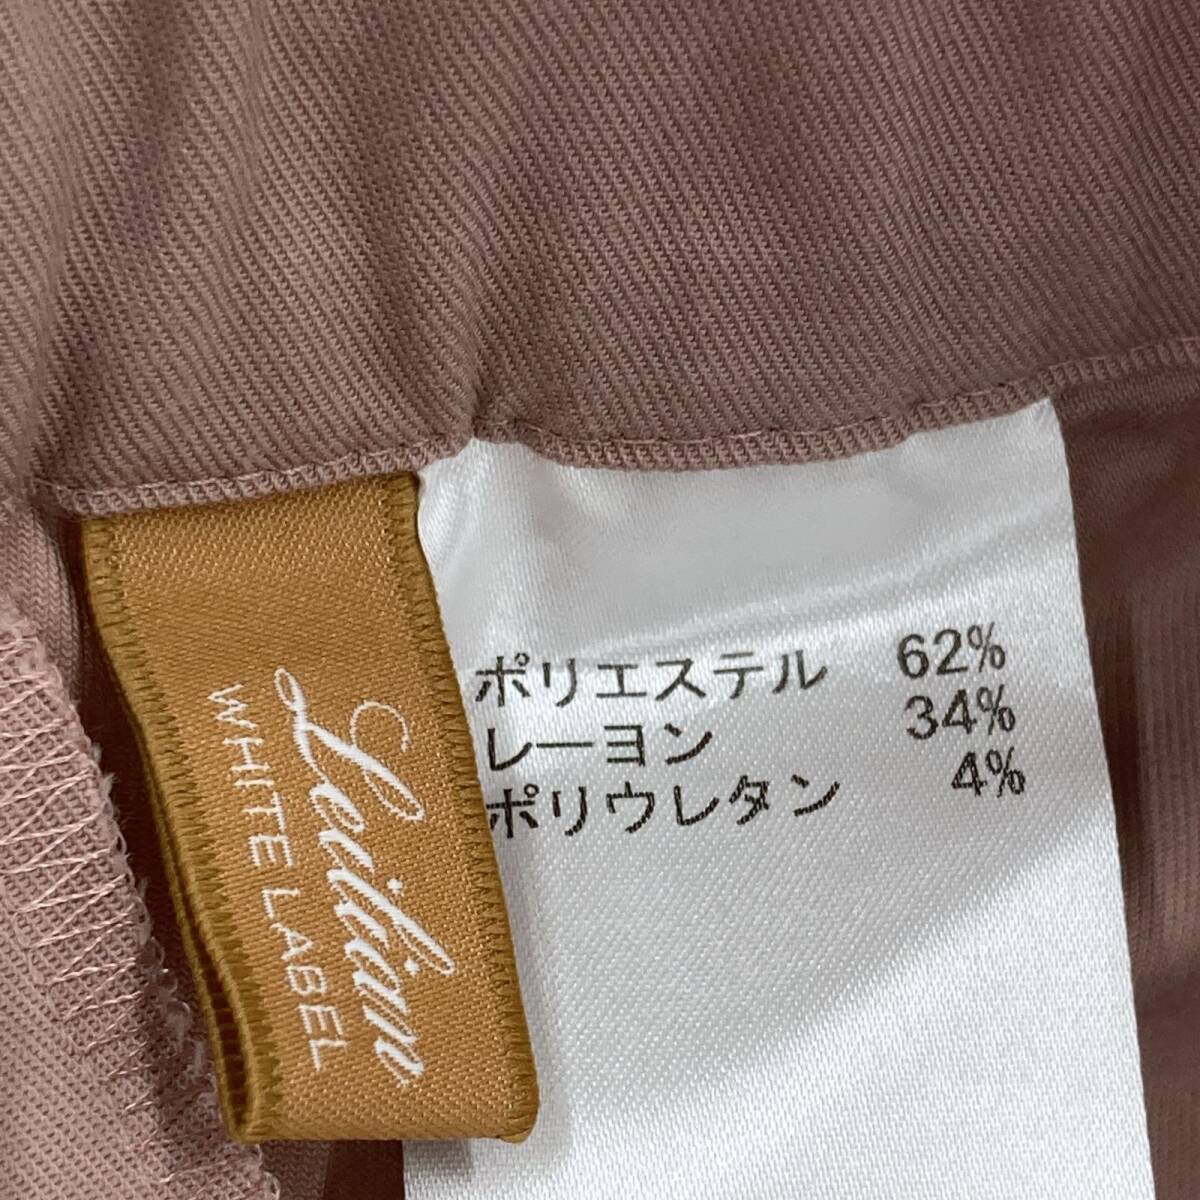 Leilian
WHITE LABEL
ポリエステル 62%
レーヨン 34%
ポリウレタン 4%